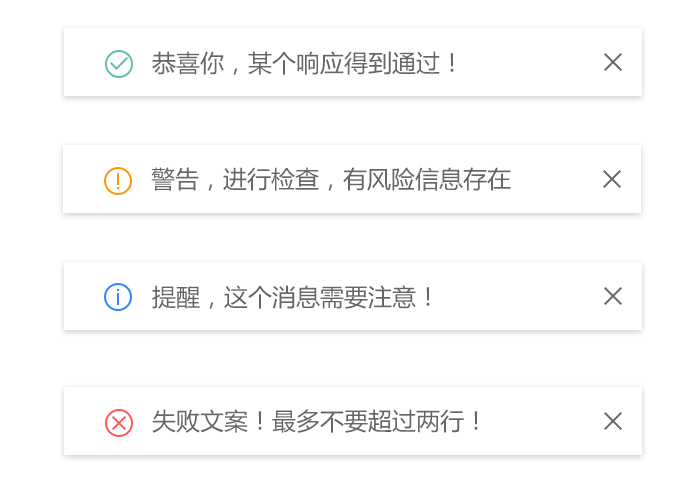 恭喜你，某个响应得到通过！
警告，进行检查，有风险信息存在
提醒，这个消息需要注意！
失败文案！最多不要超过两行！